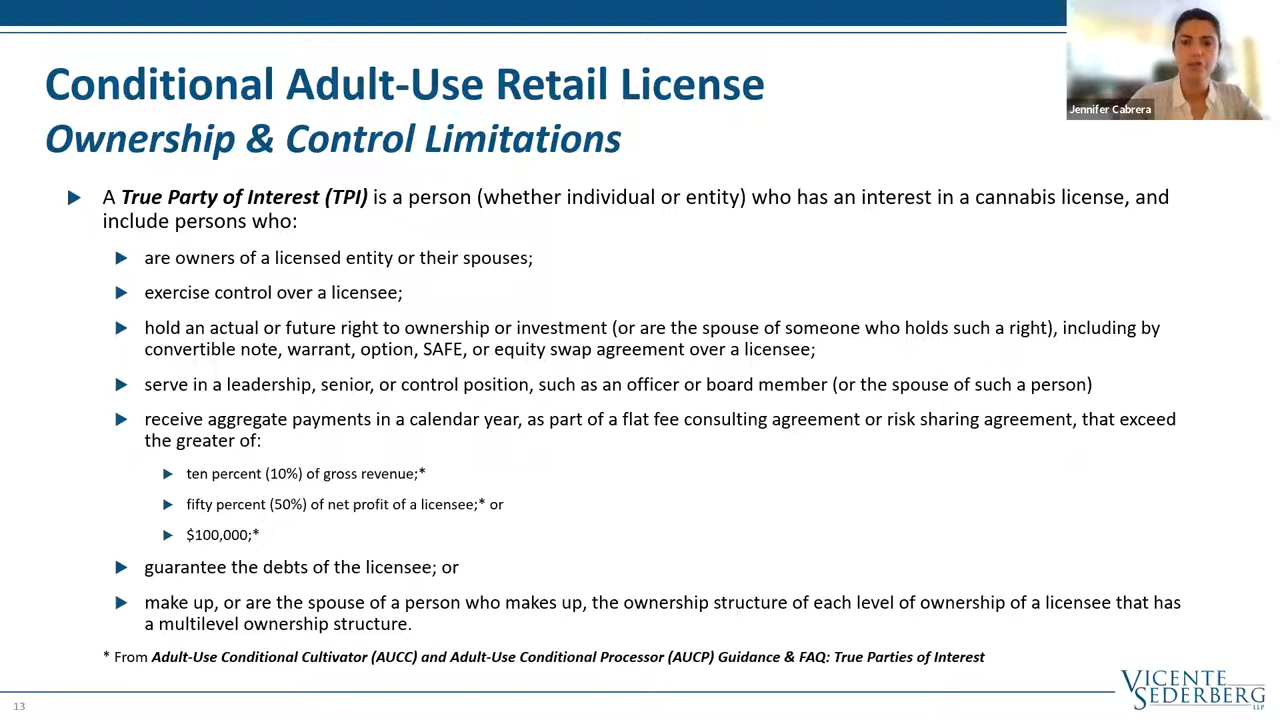 Conditional Adult-Use Retail License
Ownership & Control Limitations
Jennifer Cabrera
A True Party of Interest (TPI) is a person (whether individual or entity) who has an interest in a cannabis license, and
include persons who:
are owners of a licensed entity or their spouses;
exercise control over a licensee;
hold an actual or future right to ownership or investment (or are the spouse of someone who holds such a right), including by
convertible note, warrant, option, SAFE, or equity swap agreement over a licensee;
serve in a leadership, senior, or control position, such as an officer or board member (or the spouse of such a person)
receive aggregate payments in a calendar year, as part of a flat fee consulting agreement or risk sharing agreement, that exceed
the greater of:
ten percent (10%) of gross revenue;*
fifty percent (50%) of net profit of a licensee;* or
$100,000;*
guarantee the debts of the licensee; or
make up, or are the spouse of a person who makes up, the ownership structure of each level of ownership of a licensee that has
a multilevel ownership structure.
* From Adult-Use Conditional Cultivator (AUCC) and Adult-Use Conditional Processor (AUCP) Guidance & FAQ: True Parties of Interest
13
VICENTE
SEDERBERG
LLP